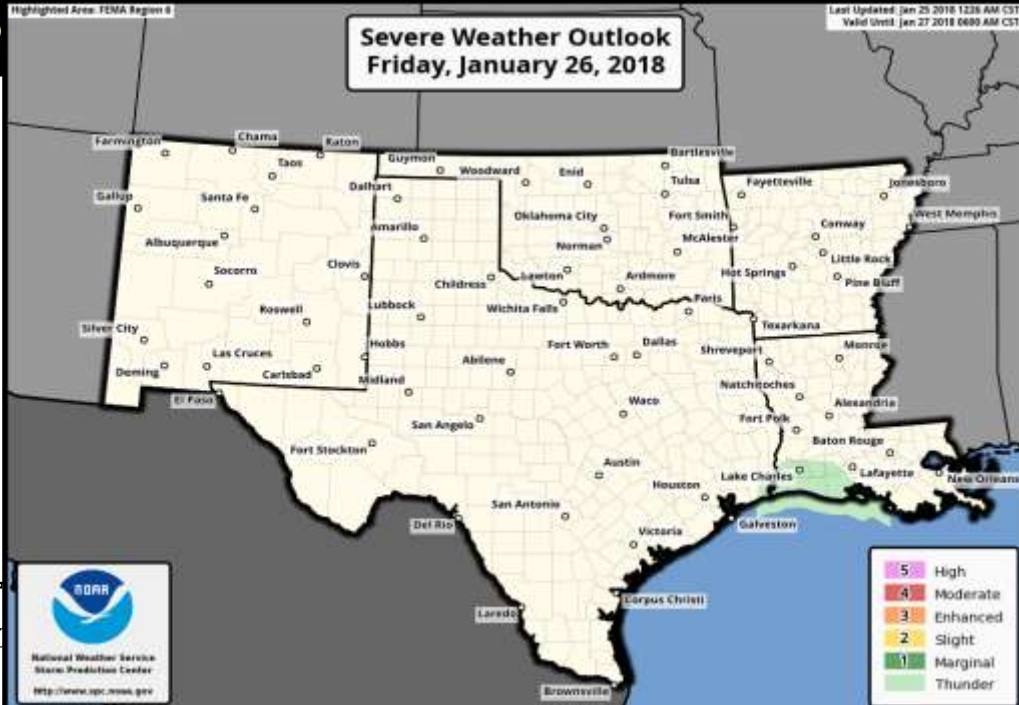 Highlighted Area: FEMA Region 6
Last Updated: Jan 25 2018 1226 AM CST
Valid Until: Jan 27 2018 0600 AM CST
Severe Weather Outlook
Friday, January 26, 2018
Farmington
Chama
Raton
Taos
Guymon
Woodward
Enid
Bartlesville
Gallup
Santa Fe
Dalhart
Tulsa
Fayetteville
Jonesboro
Albuquerque
Amarillo
Oklahoma City
Fort Smith
Conway
West Memphis
Norman
McAlester
Socorro
Clovis
Childress
Lawton
Ardmore
Hot Springs
Little Rock
Pine Bluff
Roswell
Lubbock
Wichita Falls
Paris
Texarkana
Silver City
Las Cruces
Hobbs
Abilene
Fort Worth
Dallas
Shreveport
Monroe
Deming
Carlsbad
Midland
Natchitoches
El Paso
San Angelo
Waco
Fort Polk
Alexandria
Fort Stockton
Baton Rouge
Austin
Lake Charles
Lafayette
New Orleans
San Antonio
Houston
Del Rio
Victoria
Galveston
Laredo
Corpus Christi
Brownsville
NOAA
National Weather Service
Storm Prediction Center
http://www.spc.noaa.gov
5 High
4 Moderate
3 Enhanced
2 Slight
1 Marginal
Thunder